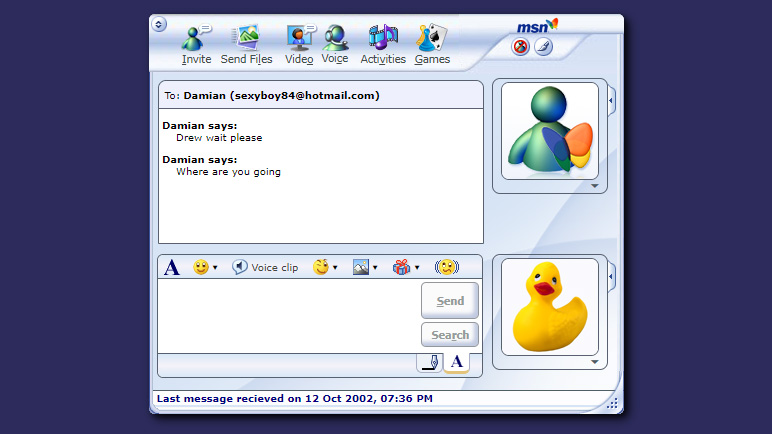 msn
Invite Send Files Video Voice Activities Games
To: Damian (sexyboy84@hotmail.com)
Damian says:
Drew wait please
Damian says:
Where are you going
A Voice clip
Send
Search
A
Last message recieved on 12 Oct 2002, 07:36 PM